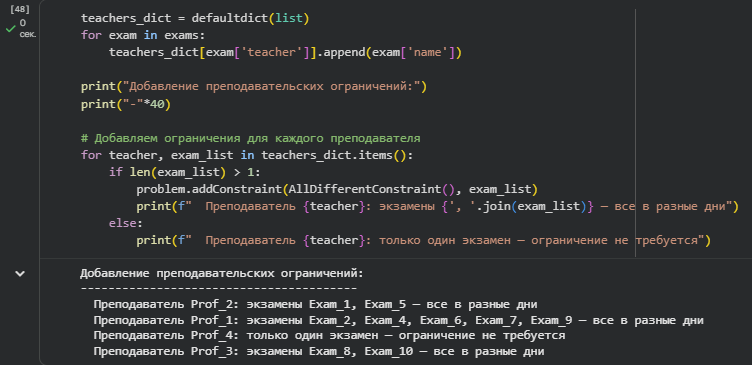 [48]
0
сек.
teachers_dict = defaultdict(list)
for exam in exams:
    teachers_dict[exam['teacher']].append(exam['name'])
print("Добавление преподавательских ограничений:")
print("-"*40)
# Добавляем ограничения для каждого преподавателя
for teacher, exam_list in teachers_dict.items():
    if len(exam_list) > 1:
        problem.addConstraint(AllDifferentConstraint(), exam_list)
        print(f"  Преподаватель {teacher}: экзамены {', '.join(exam_list)} — все в разные дни")
    else:
        print(f"  Преподаватель {teacher}: только один экзамен — ограничение не требуется")
Добавление преподавательских ограничений:
----------------------------------------
  Преподаватель Prof_2: экзамены Exam_1, Exam_5 — все в разные дни
  Преподаватель Prof_1: экзамены Exam_2, Exam_4, Exam_6, Exam_7, Exam_9 — все в разные дни
  Преподаватель Prof_4: только один экзамен — ограничение не требуется
  Преподаватель Prof_3: экзамены Exam_8, Exam_10 — все в разные дни